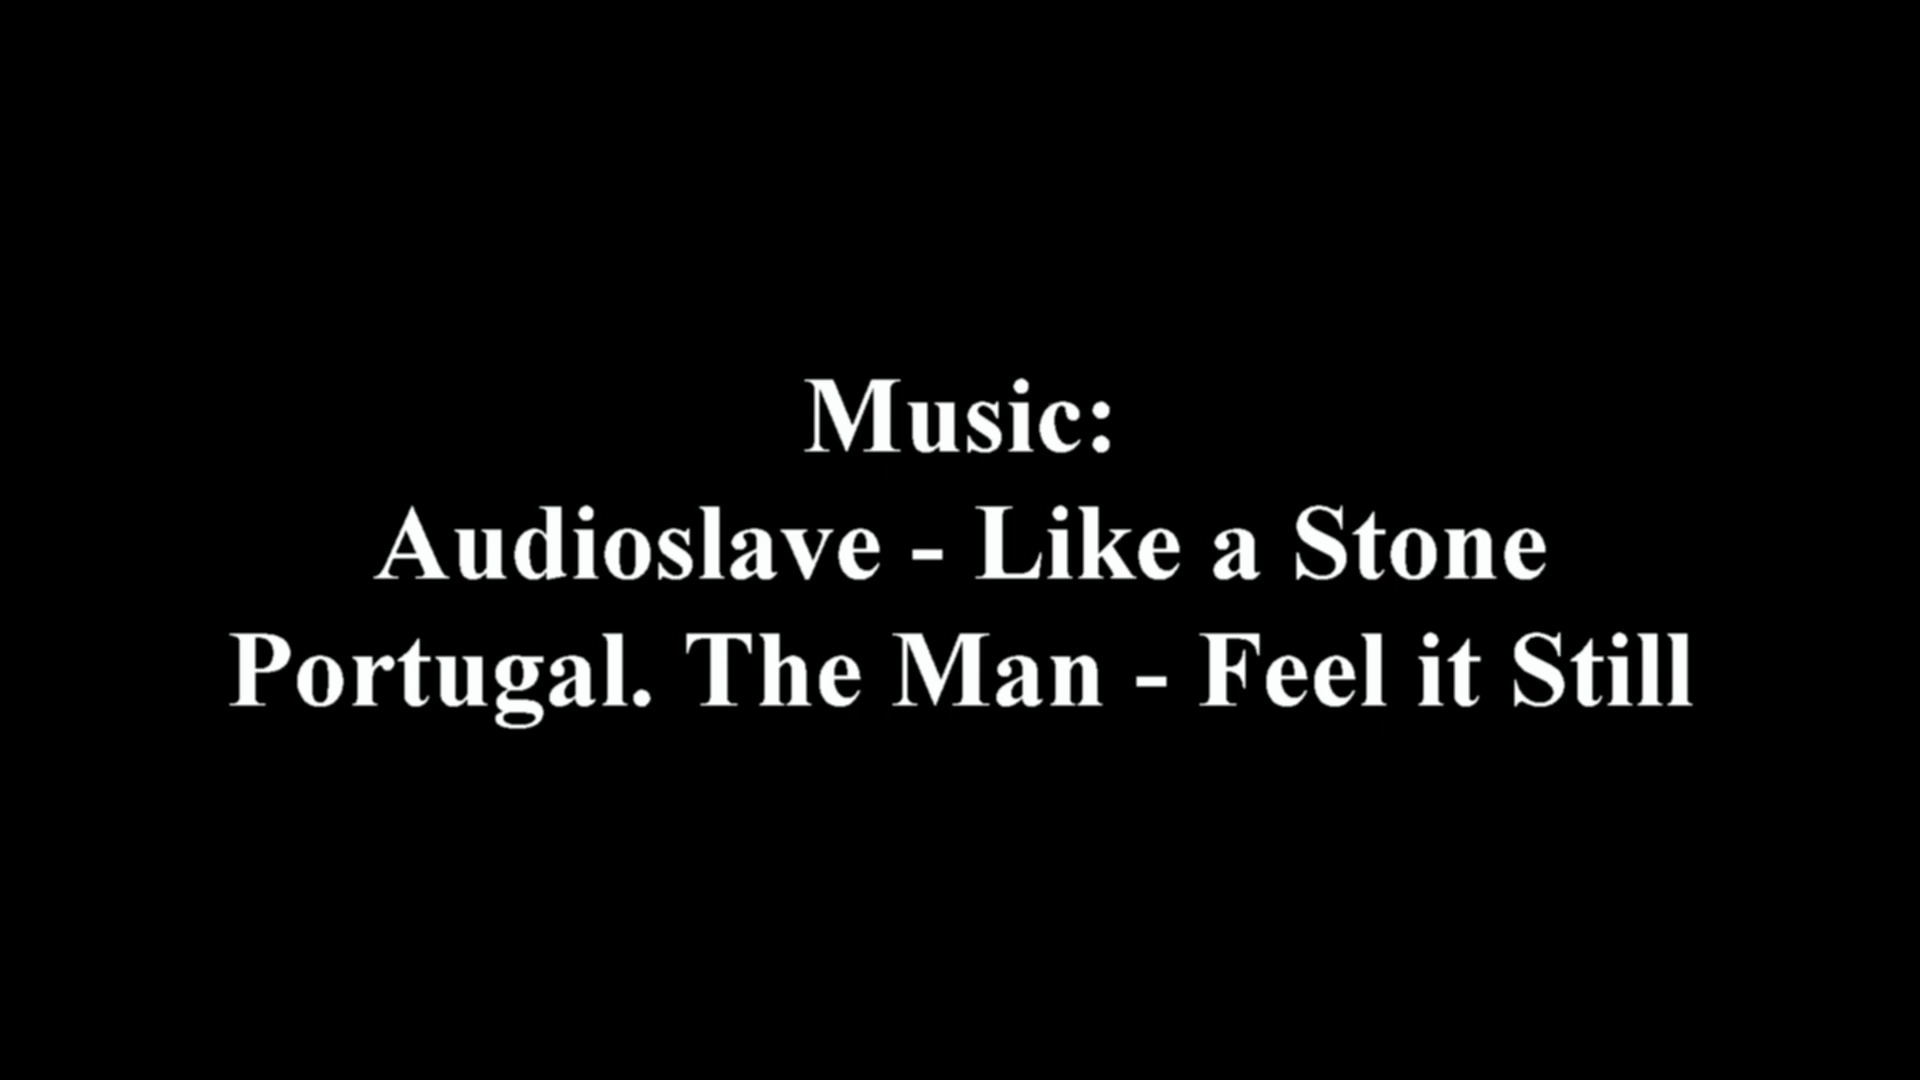 Music:
Audioslave - Like a Stone
Portugal. The Man - Feel it Still